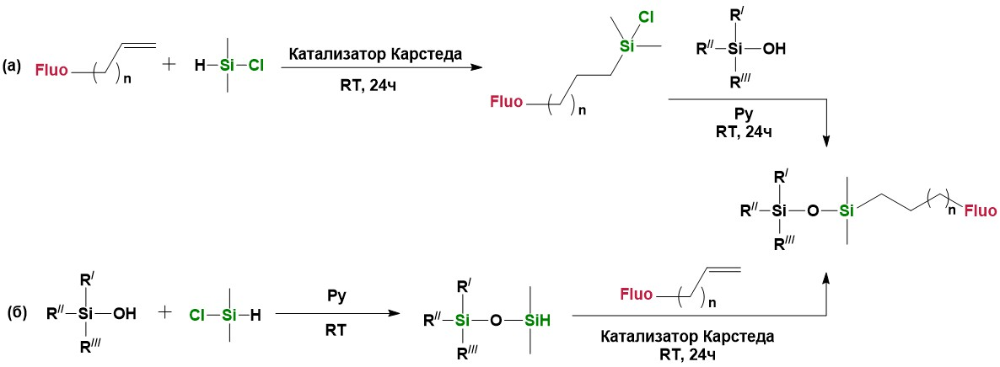 (а)
Fluo
n
+
H
Si
Cl
Катализатор Карстеда
RT, 24ч
Cl
Si
Fluo
n
R/
R//
Si
OH
R///
Py
RT, 24ч
R/
R//
Si
O
Si
n
Fluo
R///
(б)
R/
R//
Si
OH
R///
+
Cl
Si
H
Py
RT
R/
R//
Si
O
SiH
R///
Fluo
n
Катализатор Карстеда
RT, 24ч